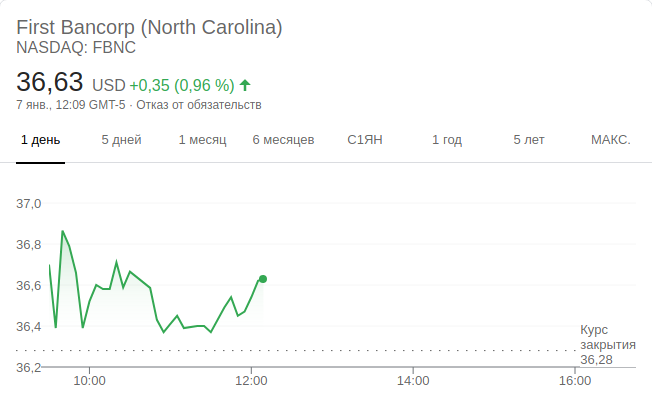 First Bancorp (North Carolina)
NASDAQ: FBNC
36,63 USD +0,35 (0,96 %)
7 янв., 12:09 GMT-5 · Отказ от обязательств
1 день 5 дней 1 месяц 6 месяцев С1ЯН 1 год 5 лет МАКС.
37,0
36,8
36,6
36,4
36,2
Курс
закрытия
36,28
10:00 12:00 14:00 16:00